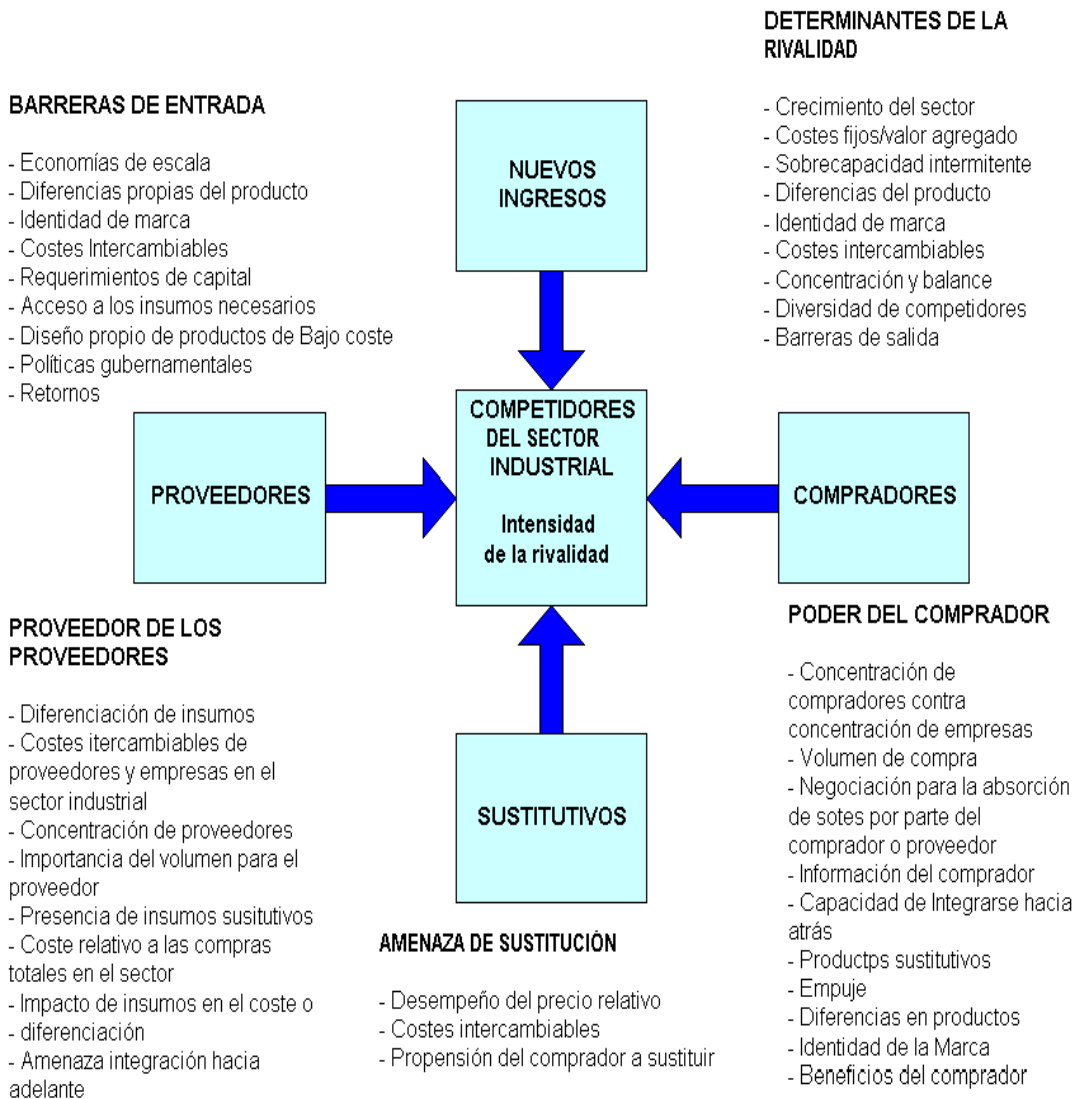 DETERMINANTES DE LA
RIVALIDAD
- Crecimiento del sector
- Costes fijos/valor agregado
- Sobrecapacidad intermitente
- Diferencias del producto
- Identidad de marca
- Costes intercambiables
- Concentración y balance
- Diversidad de competidores
- Barreras de salida
BARRERAS DE ENTRADA
- Economías de escala
- Diferencias propias del producto
- Identidad de marca
- Costes Intercambiables
- Requerimientos de capital
- Acceso a los insumos necesarios
- Diseño propio de productos de Bajo coste
- Políticas gubernamentales
- Retornos
NUEVOS
INGRESOS
PROVEEDORES
COMPETIDORES
DEL SECTOR
INDUSTRIAL
Intensidad
de la rivalidad
COMPRADORES
PROVEEDOR DE LOS
PROVEEDORES
- Diferenciación de insumos
- Costes itercambiables de
proveedores y empresas en el
sector industrial
- Concentración de proveedores
- Importancia del volumen para el
proveedor
- Presencia de insumos susitutivos
- Coste relativo a las compras
totales en el sector
- Impacto de insumos en el coste o
- diferenciación
- Amenaza integración hacia
adelante
SUSTITUTIVOS
AMENAZA DE SUSTITUCIÓN
- Desempeño del precio relativo
- Costes intercambiables
- Propensión del comprador a sustituir
PODER DEL COMPRADOR
- Concentración de
compradores contra
concentración de empresas
- Volumen de compra
- Negociación para la absorción
de sotes por parte del
comprador o proveedor
- Información del comprador
- Capacidad de Integrarse hacia
atrás
- Productps sustitutivos
- Empuje
- Diferencias en productos
- Identidad de la Marca
- Beneficios del comprador